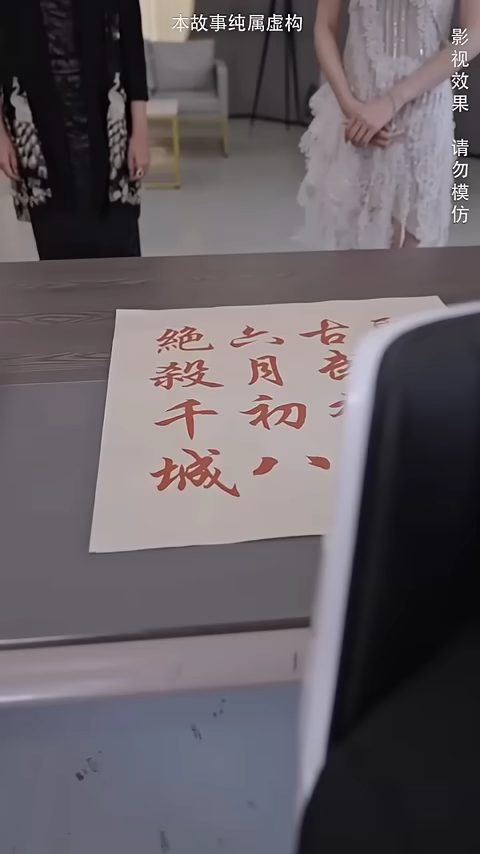 本故事纯属虚构
影视效果 请勿模仿
古
六月初八
絕殺千城